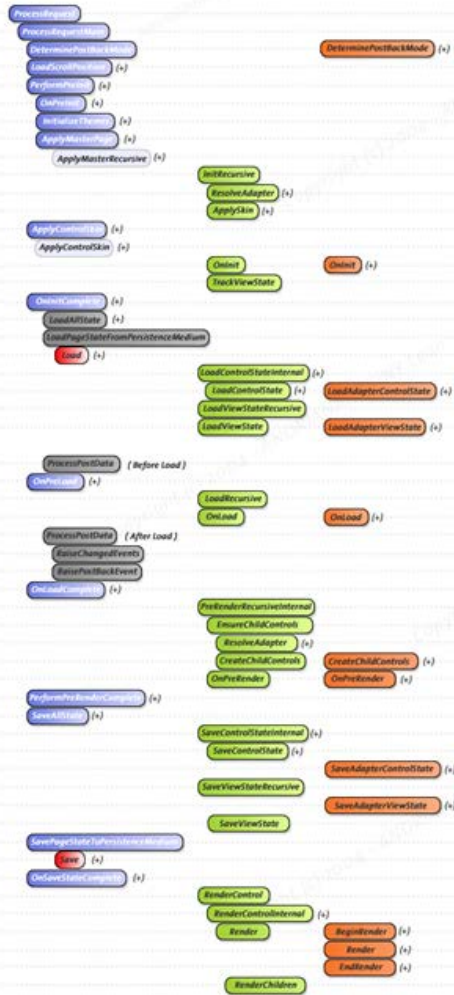 ProcessRequest
ProcessRequestMain
DeterminePostBackMode DeterminePostBackMode (+)
LoadScrollPosition (+)
PerformPreInit (+)
OnPreInit (+)
InitializeThemes (+)
ApplyMasterPage (+)
ApplyMasterRecursive (+)
InitRecursive
ResolveAdapter (+)
ApplySkin (+)
ApplyControlSkin (+)
ApplyControlSkin (+)
OnInit OnInit (+)
TrackViewState
OnInitComplete (+)
LoadAllState (+)
LoadPageStateFromPersistenceMedium
Load (+)
LoadControlStateInternal (+)
LoadControlState (+) LoadAdapterControlState (+)
LoadViewStateRecursive
LoadViewState LoadAdapterViewState (+)
ProcessPostData ( Before Load )
OnPreLoad (+)
LoadRecursive
OnLoad OnLoad (+)
ProcessPostData ( After Load )
RaiseChangedEvents
RaisePostBackEvent
OnLoadComplete (+)
PreRenderRecursiveInternal
EnsureChildControls
ResolveAdapter (+)
CreateChildControls CreateChildControls (+)
OnPreRender OnPreRender (+)
PerformPreRenderComplete (+)
SaveAllState (+)
SaveControlStateInternal (+)
SaveControlState (+)
SaveAdapterControlState (+)
SaveViewStateRecursive
SaveAdapterViewState (+)
SaveViewState
SavePageStateToPersistenceMedium
Save (+)
OnSaveStateComplete (+)
RenderControl
RenderControlInternal (+)
Render BeginRender (+)
Render (+)
EndRender (+)
RenderChildren